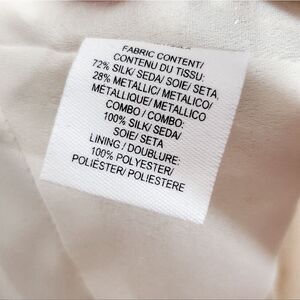 FABRIC CONTENT/
CONTENU DU TISSU:
72% SILK/ SEDA/ SOIE/ SETA,
28% METALLIC/ METALICO/
METALLIQUE/ METALLICO
COMBO / COMBO:
100% SILK/ SEDA/
SOIE/ SETA
LINING / DOUBLURE:
100% POLYESTER/
POLIESTER/ POLIESTERE